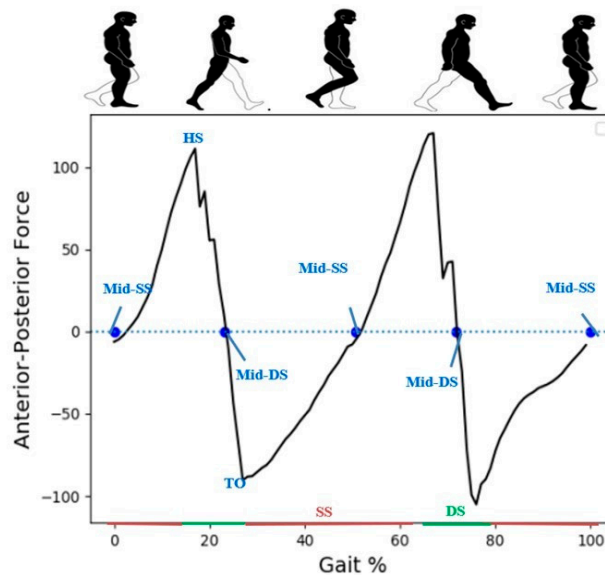 HS
100
Mid-SS
50
Mid-SS
Mid-SS
0
Mid-DS
Mid-DS
-50
TO
-100
SS
DS
0
20
40
60
80
100
Gait %
Anterior-Posterior Force